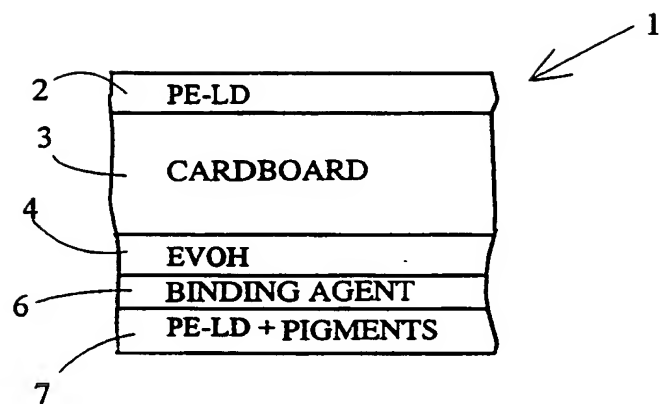 1
2 PE-LD
3 CARDBOARD
4 EVOH
6 BINDING AGENT
7 PE-LD + PIGMENTS